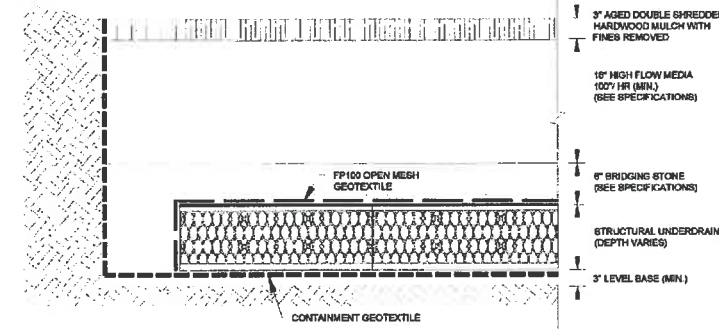 3" AGED DOUBLE SHREDDED
HARDWOOD MULCH WITH
FINES REMOVED
18" HIGH FLOW MEDIA
100"/ HR (MIN.)
(SEE SPECIFICATIONS)
FP100 OPEN MESH
GEOTEXTILE
6" BRIDGING STONE
(SEE SPECIFICATIONS)
STRUCTURAL UNDERDRAIN
(DEPTH VARIES)
3" LEVEL BASE (MIN.)
CONTAINMENT GEOTEXTILE